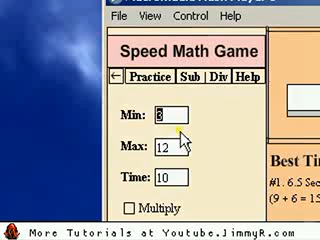 File View Control Help
Speed Math Game
← Practice Sub | Div Help
Min: 3
Max: 12
Time: 10
Multiply
Best Ti
#1. 6.5 Sec
(9 + 6 = 15
More Tutorials at Youtube.JimmyR.com